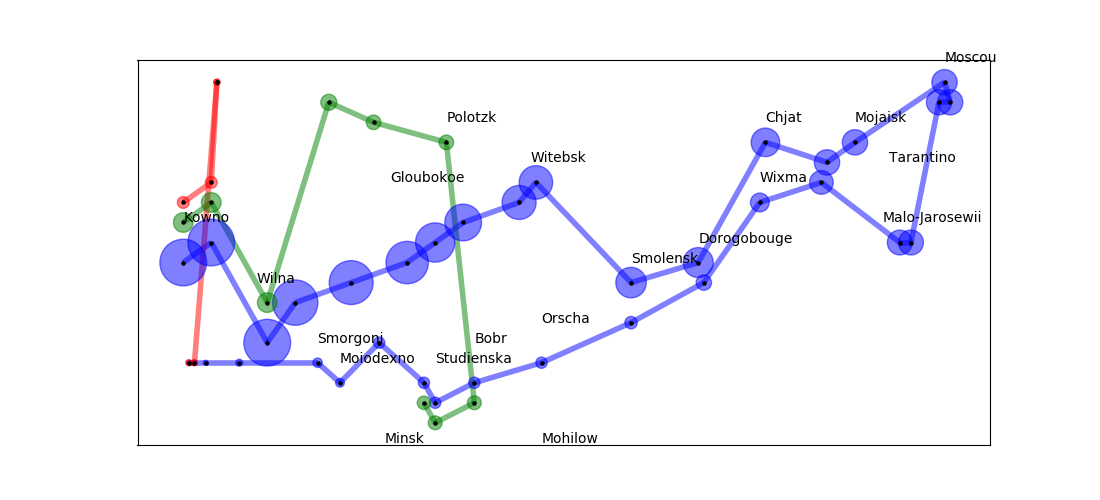 Moscou
Polotzk
Chjat
Mojaisk
Witebsk
Tarantino
Gloubokoe
Wixma
Kowno
Malo-Jarosewii
Dorogobouge
Smolensk
Wilna
Orscha
Smorgoni
Bobr
Moiodexno
Studienska
Minsk
Mohilow